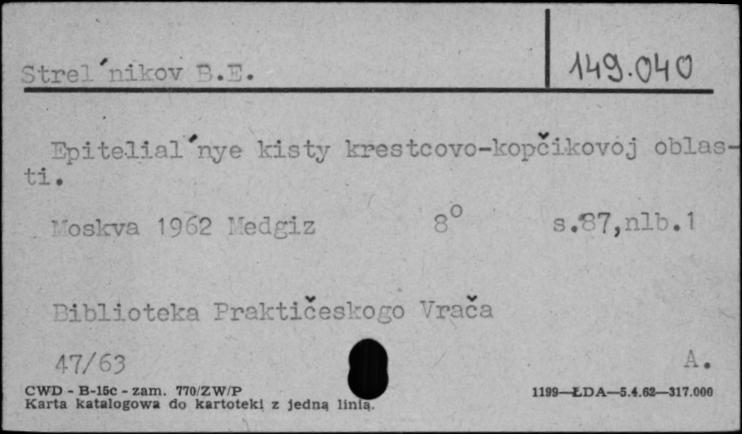 Strel´nikov B.E.
149.040
Epitelial´nye kisty krestcovo-kopčikovoj oblas-
ti.
Moskva 1962 Medgiz 8° s.87,nlb.1
Biblioteka Praktičeskogo Vrača
47/63 A.
CWD - B-15c - zam. 770/ZW/P 1199—ŁDA—5.4.62—317.000
Karta katalogowa do kartoteki z jedną linią.